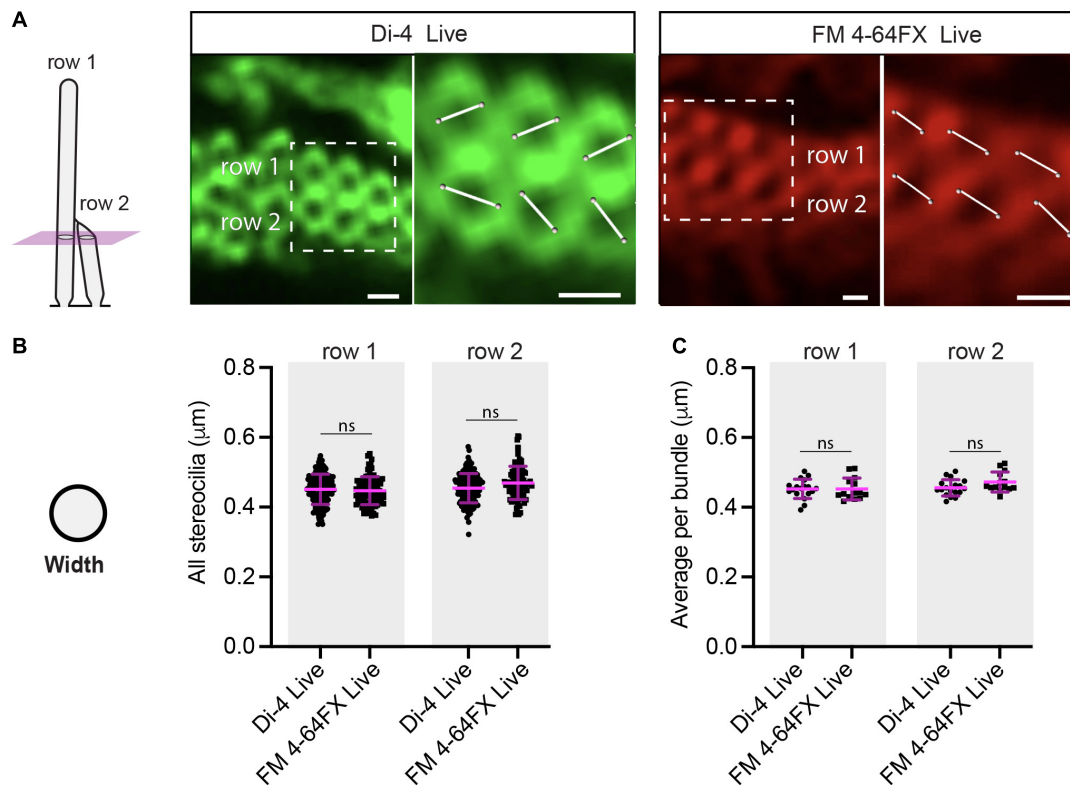 A
row 1
row 2
Di-4 Live
row 1
row 2
FM 4-64FX Live
row 1
row 2
B
Width
All stereocilia (μm)
0.8
0.6
0.4
0.2
0.0
row 1
row 2
ns
ns
Di-4 Live
FM 4-64FX Live
Di-4 Live
FM 4-64FX Live
C
Average per bundle (μm)
0.8
0.6
0.4
0.2
0.0
row 1
row 2
ns
ns
Di-4 Live
FM 4-64FX Live
Di-4 Live
FM 4-64FX Live